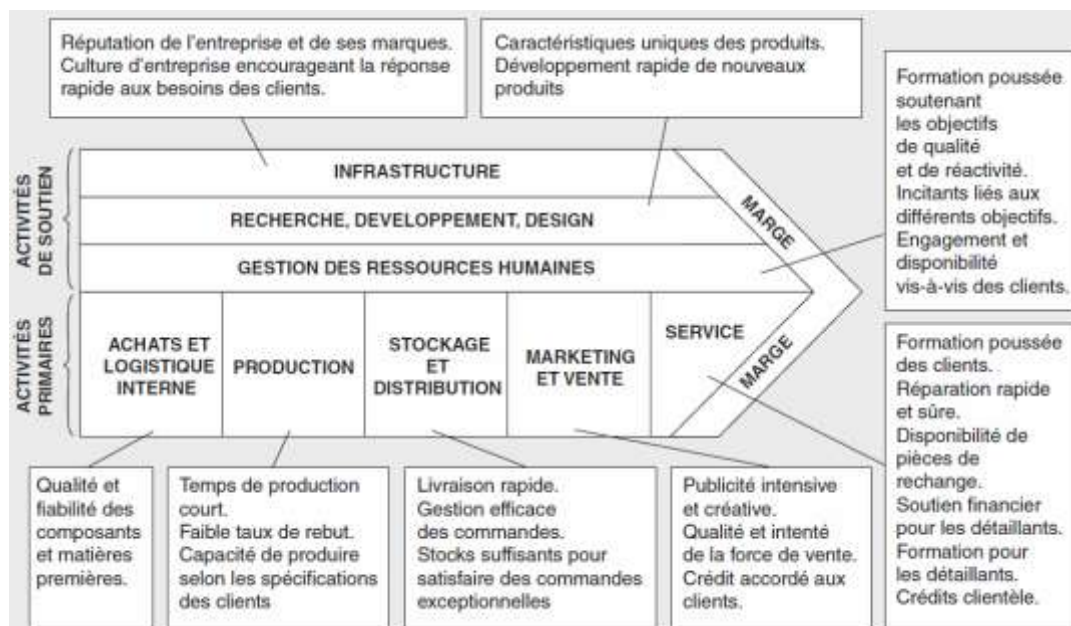 Réputation de l'entreprise et de ses marques.
Culture d'entreprise encourageant la réponse
rapide aux besoins des clients.
Caractéristiques uniques des produits.
Développement rapide de nouveaux
produits
Formation poussée
soutenant
les objectifs
de qualité
et de réactivité.
Incitants liés aux
différents objectifs.
Engagement et
disponibilité
vis-à-vis des clients.
ACTIVITÉS
DE SOUTIEN
INFRASTRUCTURE
RECHERCHE, DEVELOPPEMENT, DESIGN
GESTION DES RESSOURCES HUMAINES
MARGE
ACTIVITÉS
PRIMAIRES
ACHATS ET
LOGISTIQUE
INTERNE
PRODUCTION
STOCKAGE
ET
DISTRIBUTION
MARKETING
ET VENTE
SERVICE
MARGE
Formation poussée
des clients.
Réparation rapide
et sûre.
Disponibilité de
pièces de
rechange.
Soutien financier
pour les détaillants.
Formation pour
les détaillants.
Crédits clientèle.
Qualité et
fiabilité des
composants
et matières
premières.
Temps de production
court.
Faible taux de rebut.
Capacité de produire
selon les spécifications
des clients
Livraison rapide.
Gestion efficace
des commandes.
Stocks suffisants pour
satisfaire des commandes
exceptionnelles
Publicité intensive
et créative.
Qualité et intenté
de la force de vente.
Crédit accordé aux
clients.